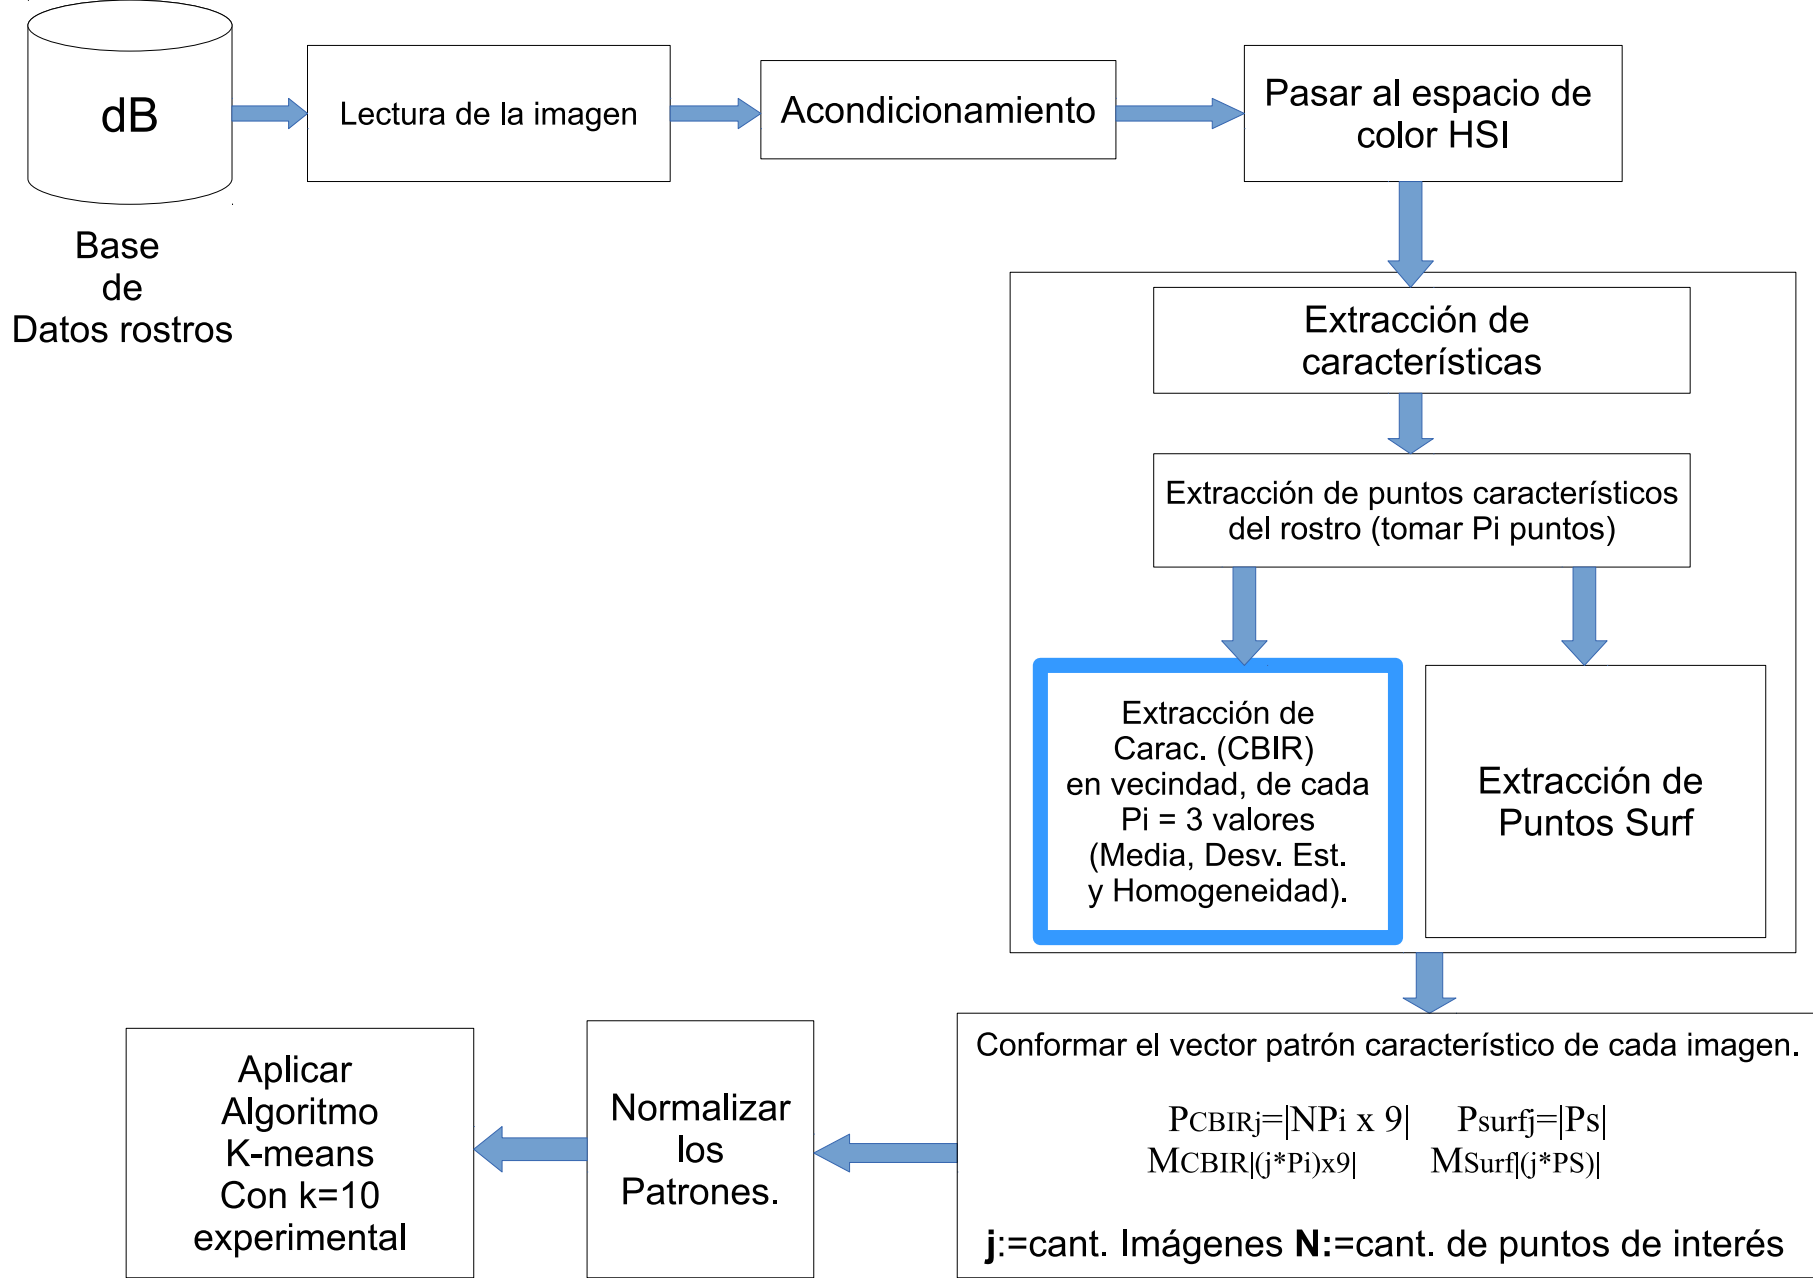 dB
Base
de
Datos rostros
Lectura de la imagen
Acondicionamiento
Pasar al espacio de
color HSI
Extracción de
características
Extracción de puntos característicos
del rostro (tomar Pi puntos)
Extracción de
Carac. (CBIR)
en vecindad, de cada
Pi = 3 valores
(Media, Desv. Est.
y Homogeneidad).
Extracción de
Puntos Surf
Conformar el vector patrón característico de cada imagen.
PCBIRj=|NPi x 9| Psurfj=|Ps|
MCBIR|(j*Pi)x9| MSurf|(j*PS)|
j:=cant. Imágenes N:=cant. de puntos de interés
Normalizar
los
Patrones.
Aplicar
Algoritmo
K-means
Con k=10
experimental